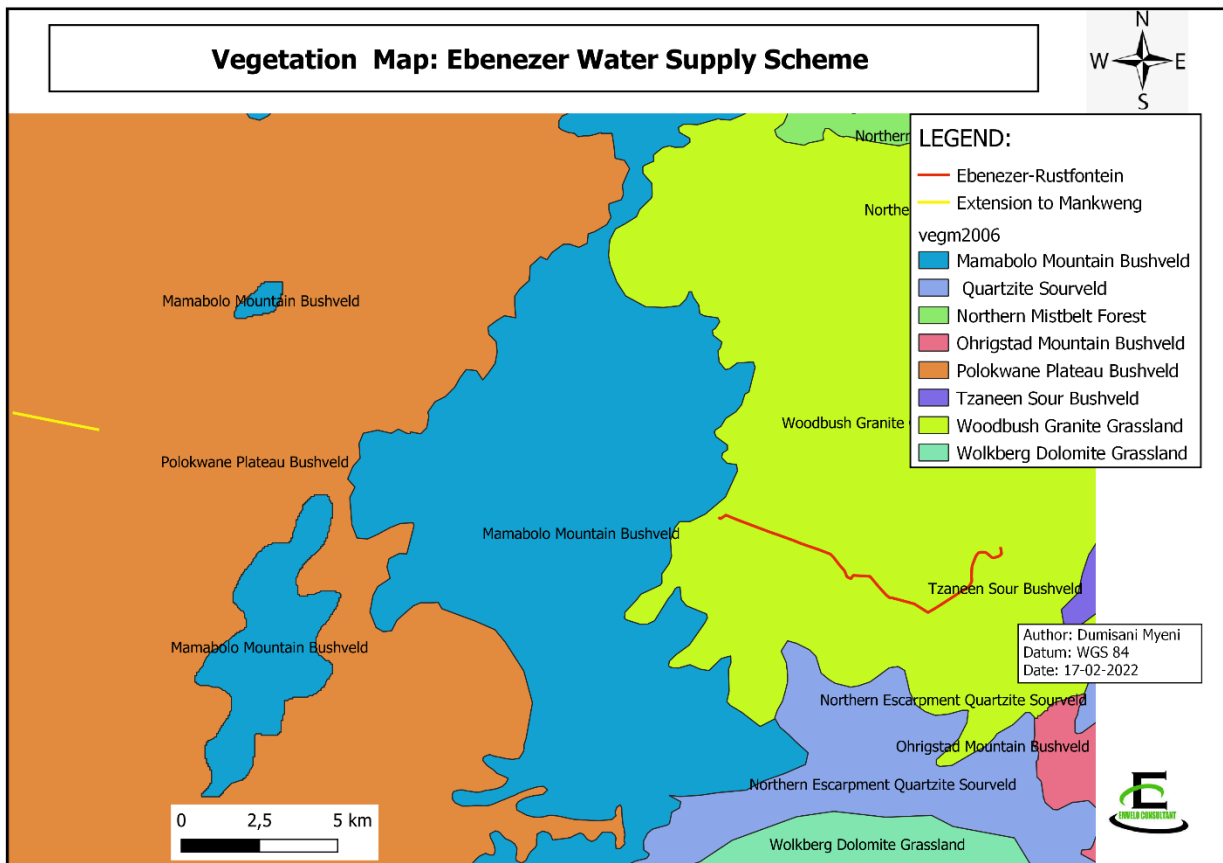 Vegetation Map: Ebenezer Water Supply Scheme
N
W E
S
LEGEND:
Ebenezer-Rustfontein
Extension to Mankweng
vegm2006
Mamabolo Mountain Bushveld
Quartzite Sourveld
Northern Mistbelt Forest
Ohrigstad Mountain Bushveld
Polokwane Plateau Bushveld
Tzaneen Sour Bushveld
Woodbush Granite Grassland
Wolkberg Dolomite Grassland
Northern
Northe
Mamabolo Mountain Bushveld
Woodbush Granite
Polokwane Plateau Bushveld
Mamabolo Mountain Bushveld
Tzaneen Sour Bushveld
Author: Dumisani Myeni
Datum: WGS 84
Date: 17-02-2022
Mamabolo Mountain Bushveld
Northern Escarpment Quartzite Sourveld
Ohrigstad Mountain Bushveld
Northern Escarpment Quartzite Sourveld
Wolkberg Dolomite Grassland
0 2,5 5 km
E
EMVELO CONSULTANT